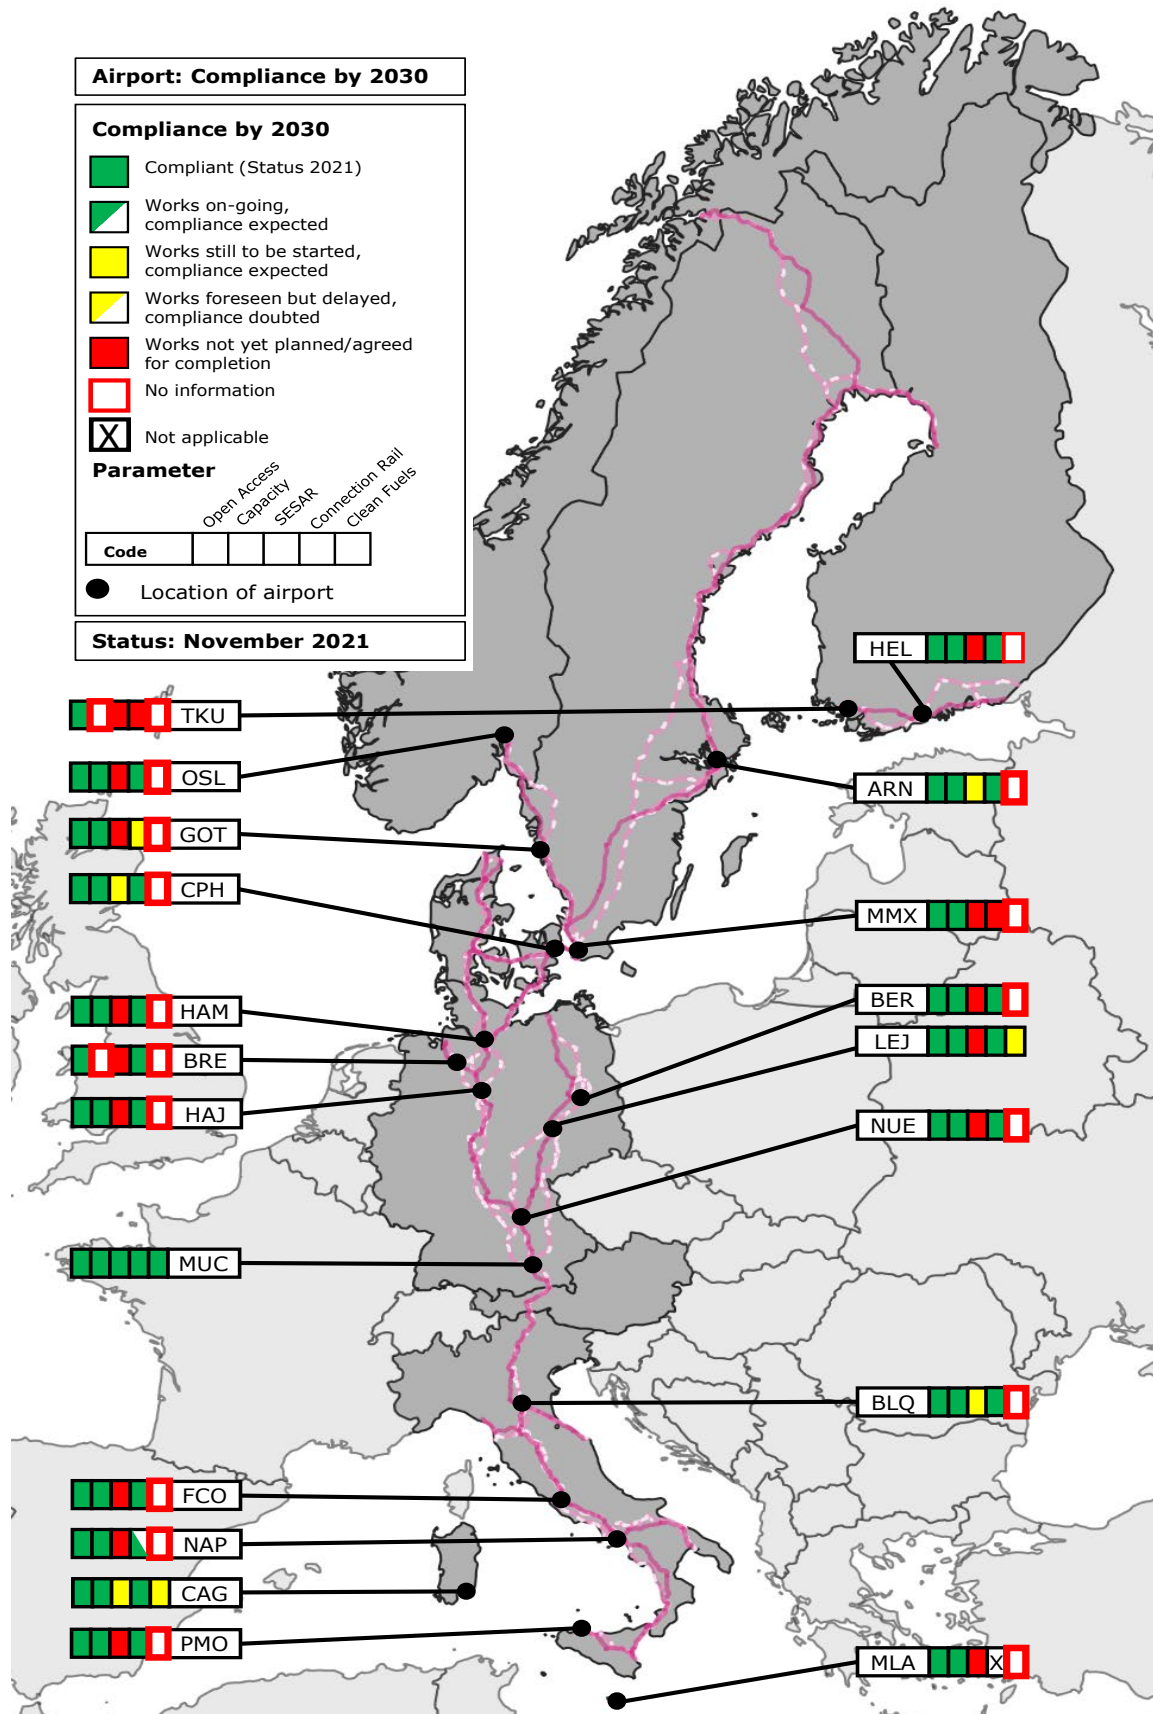 Airport: Compliance by 2030
Compliance by 2030
Compliant (Status 2021)
Works on-going,
compliance expected
Works still to be started,
compliance expected
Works foreseen but delayed,
compliance doubted
Works not yet planned/agreed
for completion
No information
X
Not applicable
Parameter
Open Access
Capacity
SESAR
Connection Rail
Clean Fuels
Code
Location of airport
Status: November 2021
HEL
TKU
OSL
ARN
GOT
CPH
MMX
BER
HAM
LEJ
BRE
HAJ
NUE
MUC
BLQ
FCO
NAP
CAG
PMO
MLA X